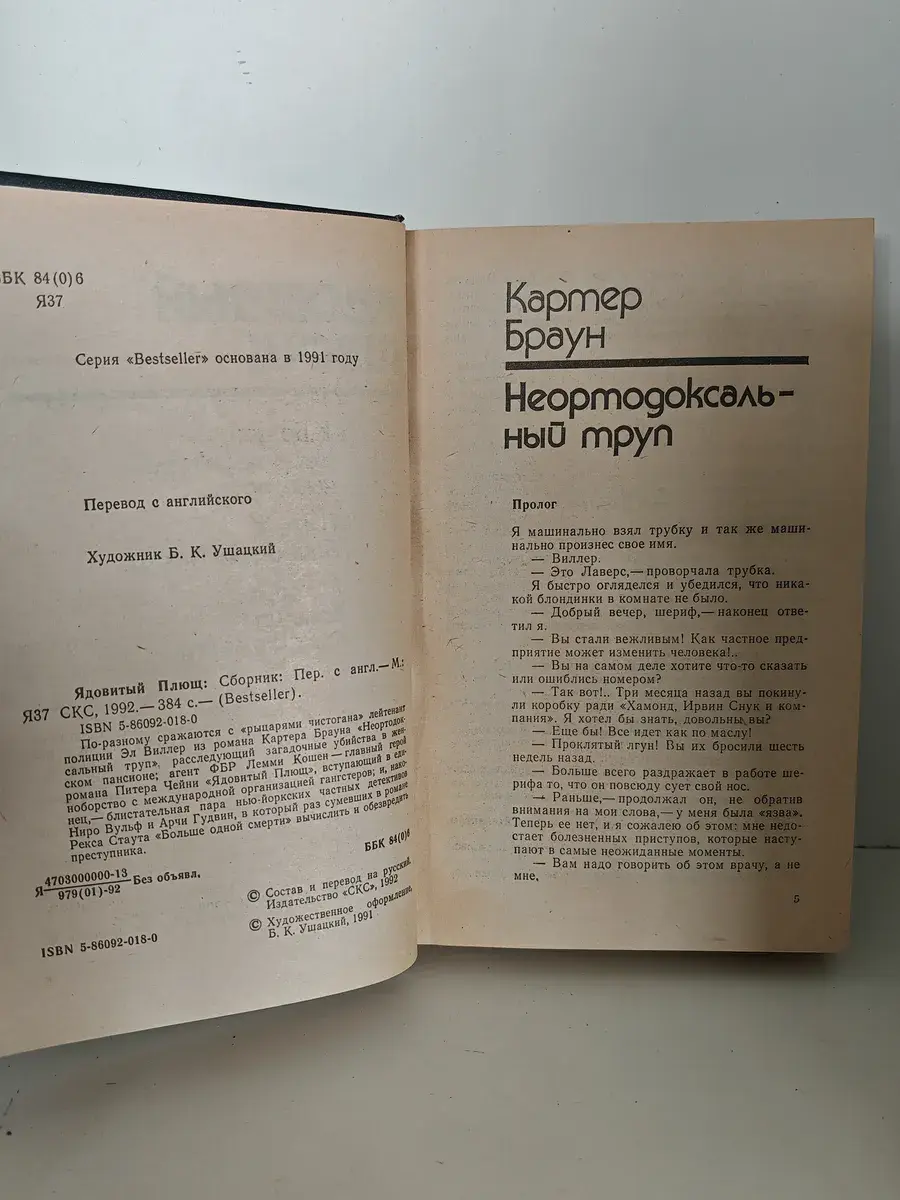 ББК 84(0)6
Я37
Серия «Bestseller» основана в 1991 году
Перевод с английского
Художник Б. К. Ушацкий
Ядовитый Плющ: Сборник: Пер. с англ.— М.:
Я37 СКС, 1992.— 384 с.— (Bestseller).
ISBN 5-86092-018-0
По-разному сражаются с «рыцарями чистогана» лейтенант
полиции Эл Виллер из романа Картера Брауна «Неортодок-
сальный труп», расследующий загадочные убийства в жен-
ском пансионе; агент ФБР Лемми Кошен — главный герой
романа Питера Чейни «Ядовитый Плющ», вступающий в еди-
ноборство с международной организацией гангстеров; и, нако-
нец,— блистательная пара нью-йоркских частных детективов
Ниро Вульф и Арчи Гудвин, в который раз сумевших в романе
Рекса Стаута «Больше одной смерти» вычислить и обезвредить
преступника.
Я 4703000000-13
979(01)-92 Без объявл.
ББК 84(0)6
© Состав и перевод на русский.
Издательство «СКС», 1992
© Художественное оформление.
Б. К. Ушацкий, 1991
ISBN 5-86092-018-0
Картер
Браун
Неортодоксаль-
ный труп
Пролог
Я машинально взял трубку и так же маши-
нально произнес свое имя.
— Виллер.
— Это Лаверс,— проворчала трубка.
Я быстро огляделся и убедился, что ника-
кой блондинки в комнате не было.
— Добрый вечер, шериф,— наконец отве-
тил я.
— Вы стали вежливым! Как частное пред-
приятие может изменить человека!..
— Вы на самом деле хотите что-то сказать
или ошиблись номером?
— Так вот!.. Три месяца назад вы покину-
ли коробку ради «Хамонд, Ирвин Снук и ком-
пания». Я хотел бы знать, довольны вы?
— Еще бы! Все идет как по маслу!
— Проклятый лгун! Вы их бросили шесть
недель назад.
— Больше всего раздражает в работе ше-
рифа то, что он повсюду сует свой нос.
— Раньше,— продолжал он, не обратив
внимания на мои слова,— у меня была «язва».
Теперь ее нет, и я сожалею об этом: мне недо-
стает болезненных приступов, которые насту-
пают в самые неожиданные моменты.
— Вам надо говорить об этом врачу, а не
мне,
5